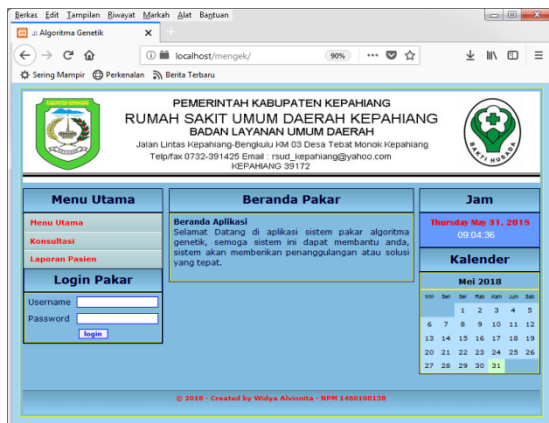 Berkas Edit Tampilan Riwayat Markah Alat Bantuan
.: Algoritma Genetik
localhost/mengek/
90%
Sering Mampir Perkenalan Berita Terbaru
PEMERINTAH KABUPATEN KEPAHIANG
RUMAH SAKIT UMUM DAERAH KEPAHIANG
BADAN LAYANAN UMUM DAERAH
Jalan Lintas Kepahiang-Bengkulu KM 03 Desa Tebat Monok Kepahiang
Telp/fax 0732-391425 Email : rsud_kepahiang@yahoo.com
KEPAHIANG 39172
BAKTI HUSADA
Menu Utama
Menu Utama
Konsultasi
Laporan Pasien
Login Pakar
Username
Password
login
Beranda Pakar
Beranda Aplikasi
Selamat Datang di aplikasi sistem pakar algoritma
genetik, semoga sistem ini dapat membantu anda,
sistem akan memberikan penanggulangan atau solusi
yang tepat.
Jam
Thursday May 31, 2018
09:04:36
Kalender
Mei 2018
Min Sen Sel Rab Kam Jum Sab
1 2 3 4 5
6 7 8 9 10 11 12
13 14 15 16 17 18 19
20 21 22 23 24 25 26
27 28 29 30 31
© 2018 - Created by Widya Alvionita - NPM 1460100138